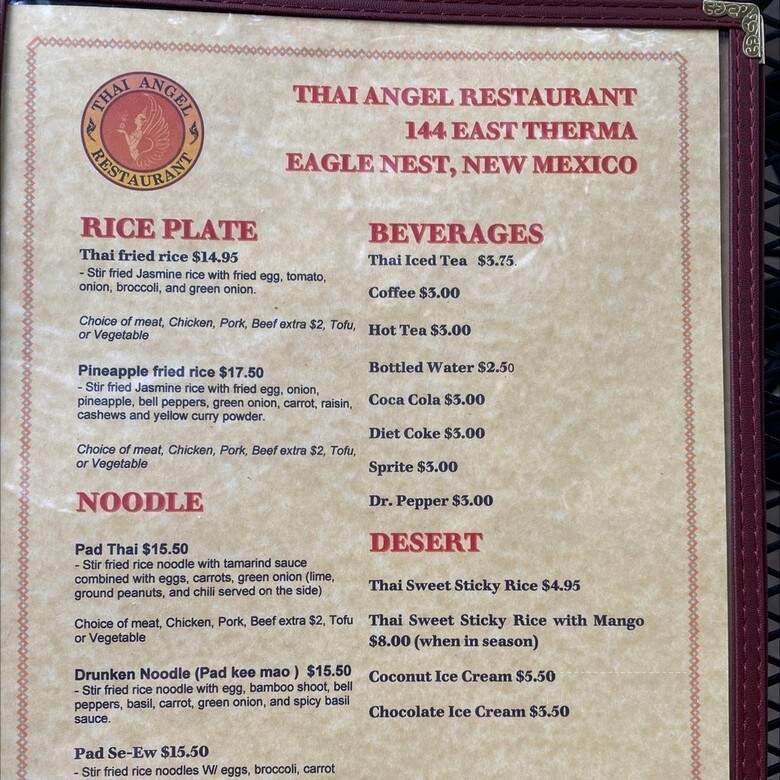 THAI ANGEL
RESTAURANT
THAI ANGEL RESTAURANT
144 EAST THERMA
EAGLE NEST, NEW MEXICO
RICE PLATE
Thai fried rice $14.95
- Stir fried Jasmine rice with fried egg, tomato,
onion, broccoli, and green onion.
Choice of meat, Chicken, Pork, Beef extra $2, Tofu,
or Vegetable
Pineapple fried rice $17.50
- Stir fried Jasmine rice with fried egg, onion,
pineapple, bell peppers, green onion, carrot, raisin,
cashews and yellow curry powder.
Choice of meat, Chicken, Pork, Beef extra $2, Tofu,
or Vegetable
NOODLE
Pad Thai $15.50
- Stir fried rice noodle with tamarind sauce
combined with eggs, carrots, green onion (lime,
ground peanuts, and chili served on the side)
Choice of meat, Chicken, Pork, Beef extra $2, Tofu
or Vegetable
Drunken Noodle (Pad kee mao ) $15.50
- Stir fried rice noodle with egg, bamboo shoot, bell
peppers, basil, carrot, green onion, and spicy basil
sauce.
Pad Se-Ew $15.50
- Stir fried rice noodles W/ eggs, broccoli, carrot
BEVERAGES
Thai Iced Tea $3.75.
Coffee $3.00
Hot Tea $3.00
Bottled Water $2.50
Coca Cola $3.00
Diet Coke $3.00
Sprite $3.00
Dr. Pepper $3.00
DESERT
Thai Sweet Sticky Rice $4.95
Thai Sweet Sticky Rice with Mango
$8.00 (when in season)
Coconut Ice Cream $5.50
Chocolate Ice Cream $3.50